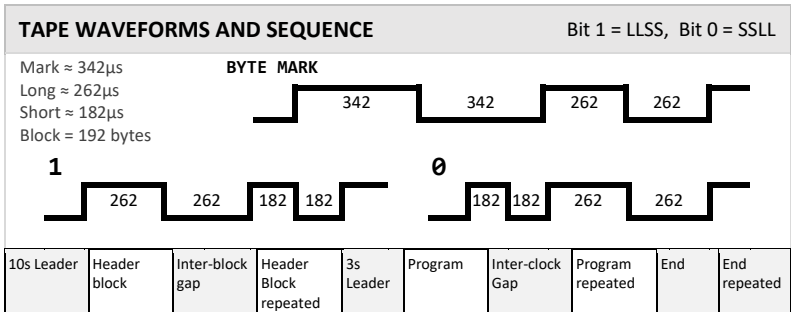 TAPE WAVEFORMS AND SEQUENCE
Bit 1 = LLSS, Bit 0 = SSLL
Mark ≈ 342µs
Long ≈ 262µs
Short ≈ 182µs
Block = 192 bytes
BYTE MARK
342 342 262 262
1
262 262 182 182
0
182 182 262 262
10s Leader
Header
block
Inter-block
gap
Header
Block
repeated
3s
Leader
Program
Inter-clock
Gap
Program
repeated
End
End
repeated